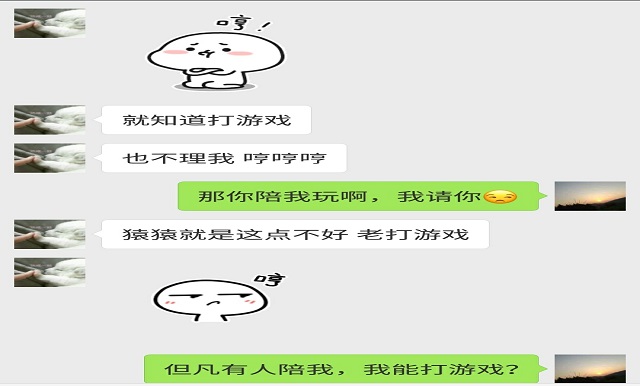 哼!
就知道打游戏
也不理我 哼哼哼
那你陪我玩啊，我请你😒
猿猿就是这点不好 老打游戏
哼
但凡有人陪我，我能打游戏?